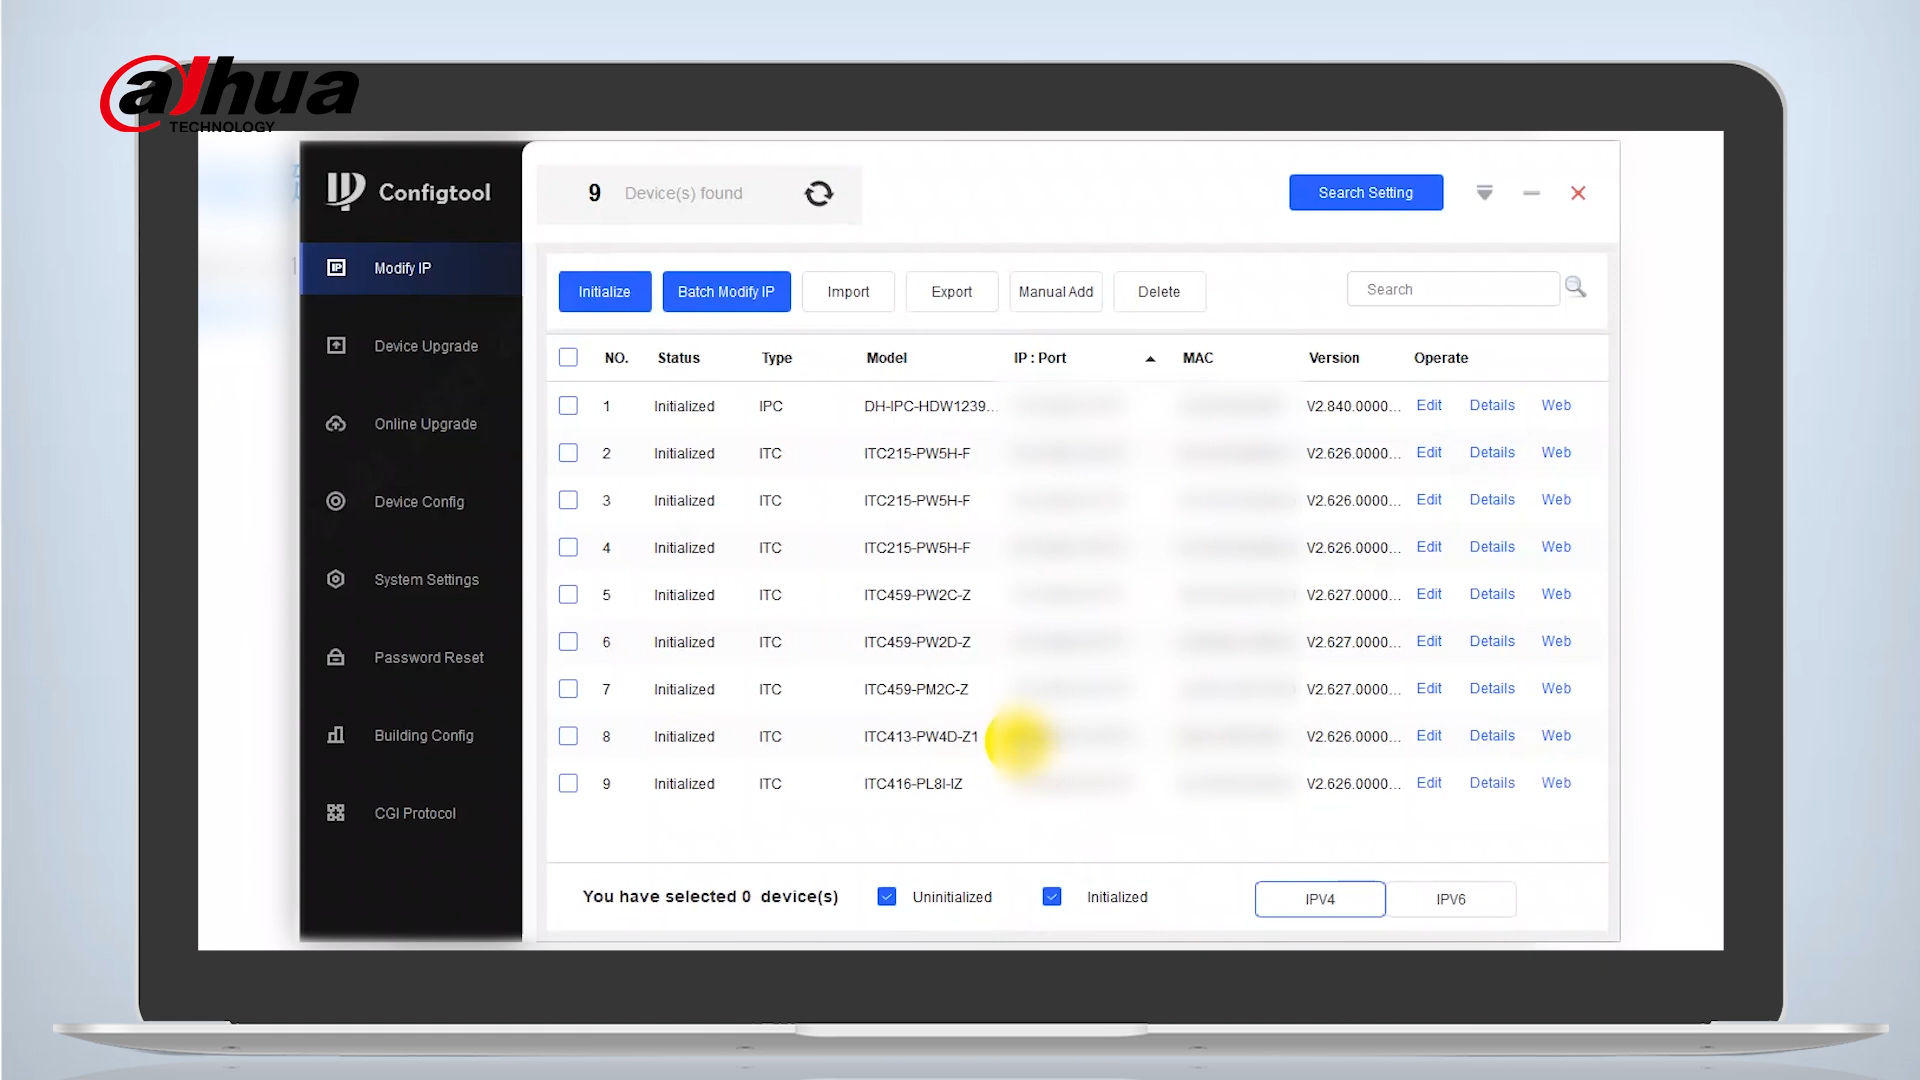 alhua
TECHNOLOGY
Configtool
9 Device(s) found
Search Setting
Modify IP
Device Upgrade
Online Upgrade
Device Config
System Settings
Password Reset
Building Config
CGI Protocol
Initialize Batch Modify IP Import Export Manual Add Delete Search
NO. Status Type Model IP : Port MAC Version Operate
1 Initialized IPC DH-IPC-HDW1239... V2.840.0000... Edit Details Web
2 Initialized ITC ITC215-PW5H-F V2.626.0000... Edit Details Web
3 Initialized ITC ITC215-PW5H-F V2.626.0000... Edit Details Web
4 Initialized ITC ITC215-PW5H-F V2.626.0000... Edit Details Web
5 Initialized ITC ITC459-PW2C-Z V2.627.0000... Edit Details Web
6 Initialized ITC ITC459-PW2D-Z V2.627.0000... Edit Details Web
7 Initialized ITC ITC459-PM2C-Z V2.627.0000... Edit Details Web
8 Initialized ITC ITC413-PW4D-Z1 V2.626.0000... Edit Details Web
9 Initialized ITC ITC416-PL8I-IZ V2.626.0000... Edit Details Web
You have selected 0 device(s) Uninitialized Initialized IPV4 IPV6